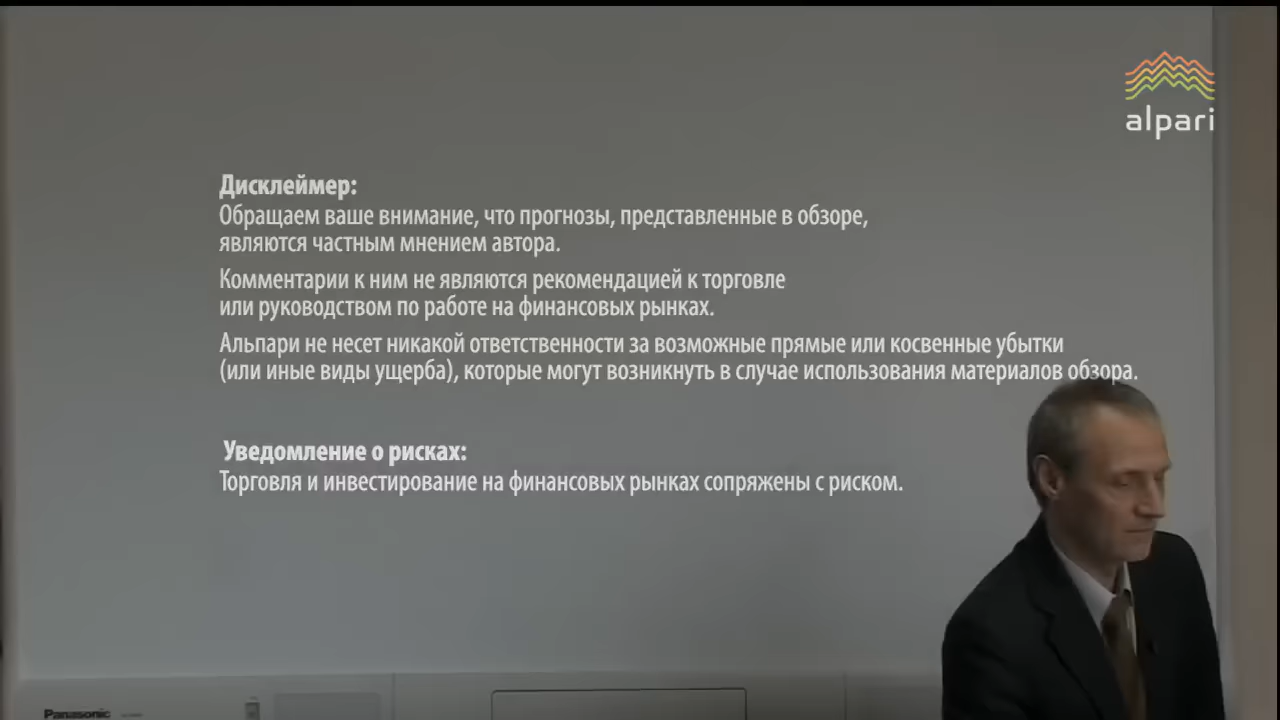 alpari
Дисклеймер:
Обращаем ваше внимание, что прогнозы, представленные в обзоре,
являются частным мнением автора.
Комментарии к ним не являются рекомендацией к торговле
или руководством по работе на финансовых рынках.
Альпари не несет никакой ответственности за возможные прямые или косвенные убытки
(или иные виды ущерба), которые могут возникнуть в случае использования материалов обзора.
Уведомление о рисках:
Торговля и инвестирование на финансовых рынках сопряжены с риском.
Panasonic